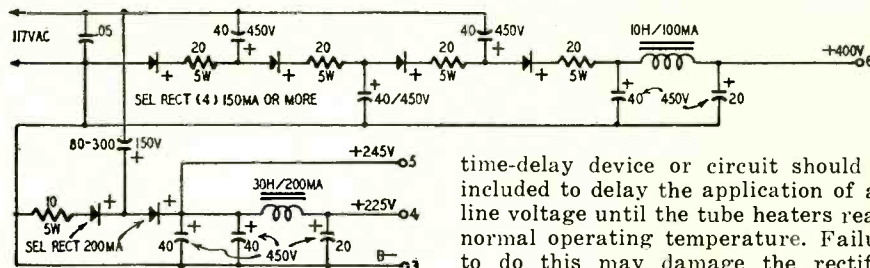 40 450V
40 450V
117VAC
.05
10H/100MA
20
20
20
20
+400V
6
5W
5W
5W
5W
SEL RECT (4) 150MA OR MORE
40/450V
40 450V 20
80-300 150V
+245V
5
30H/200MA
10
5W
+225V
4
SEL RECT 200MA
40
40
20
450V
B-
3
time-delay device or circuit should
included to delay the application of
line voltage until the tube heaters
normal operating temperature.
to do this may damage the